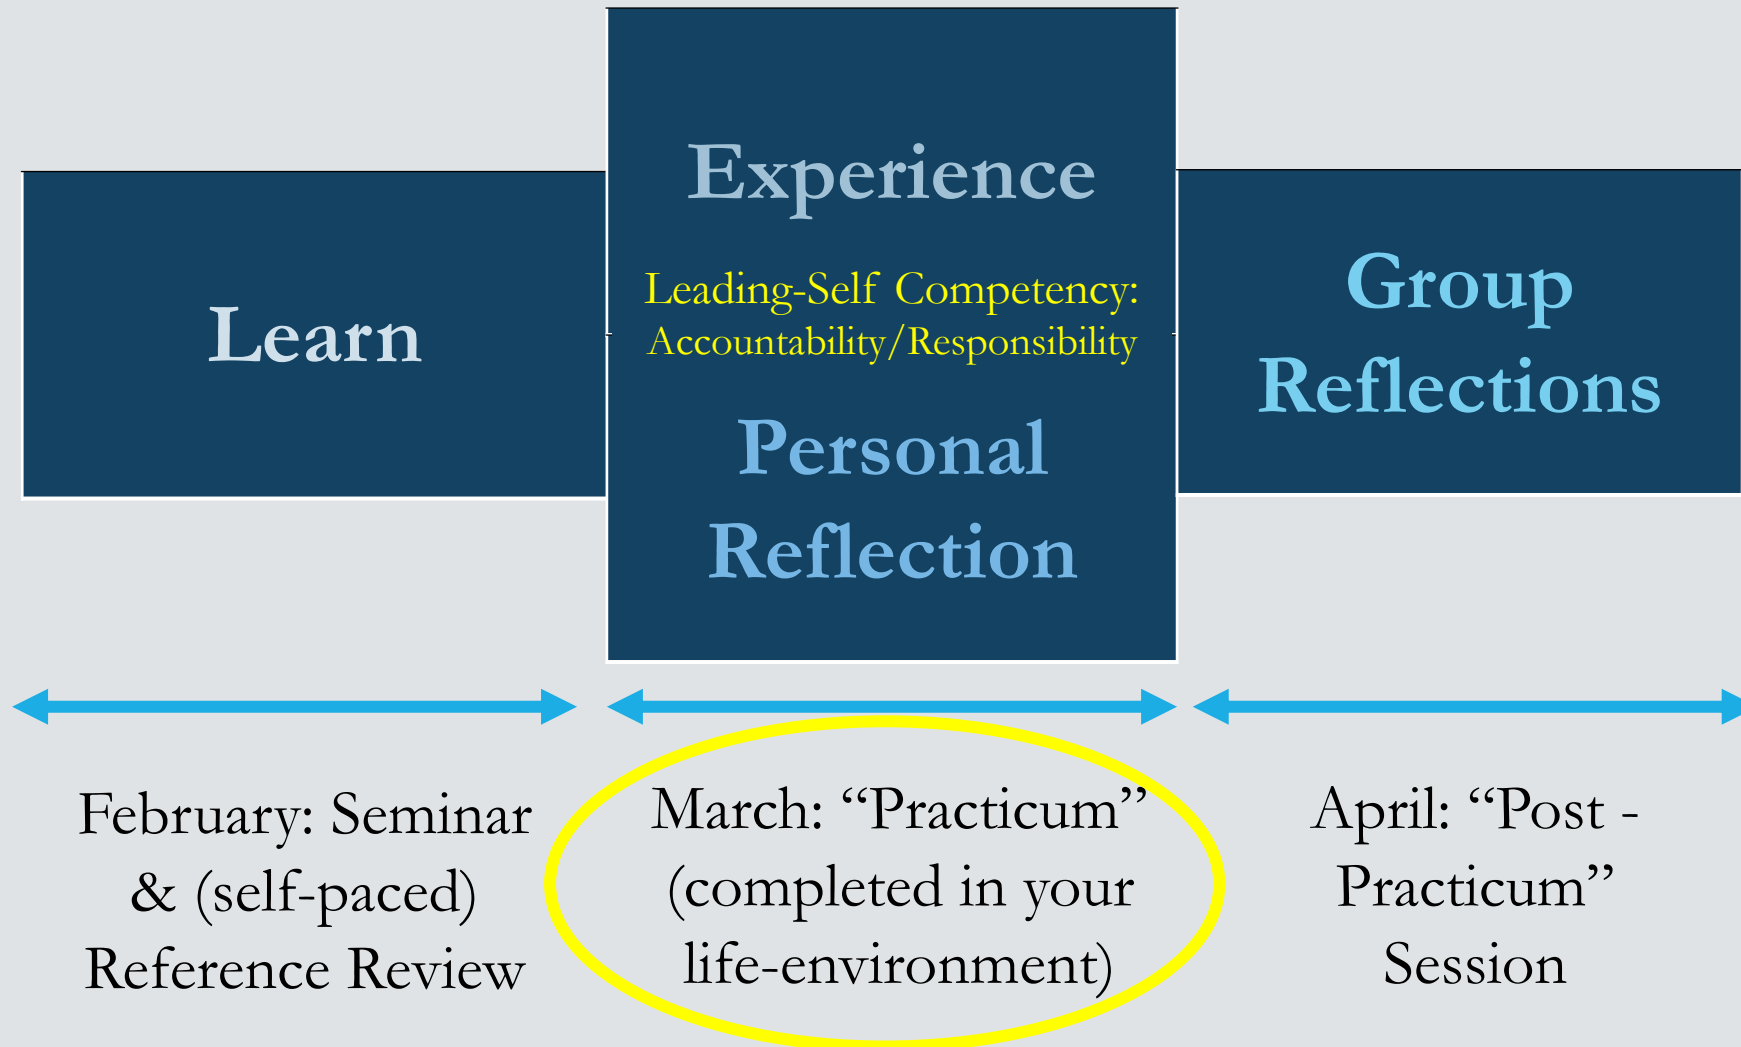 Learn
Experience
Leading-Self Competency:
Accountability/Responsibility
Personal
Reflection
Group
Reflections
February: Seminar
& (self-paced)
Reference Review
March: “Practicum”
(completed in your
life-environment)
April: “Post -
Practicum”
Session